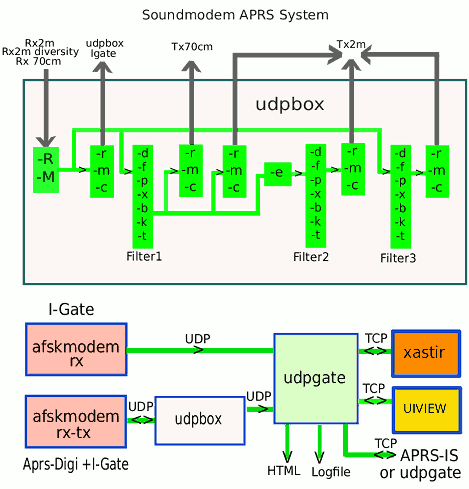 Soundmodem APRS System
Rx2m
Rx2m diversity
Rx 70cm
udpbox
Igate
Tx70cm
Tx2m
udpbox
-R
-M
-r
-m
-c
-d
-f
-p
-x
-b
-k
-t
-r
-m
-c
-r
-m
-c
-e
-d
-f
-p
-x
-b
-k
-t
-r
-m
-c
-d
-f
-p
-x
-b
-k
-t
-r
-m
-c
Filter1
Filter2
Filter3
I-Gate
afskmodem
rx
UDP
udpgate
TCP
xastir
afskmodem
rx-tx
UDP
udpbox
UDP
TCP
UIVIEW
Aprs-Digi +I-Gate
HTML
Logfile
TCP
APRS-IS
or udpgate